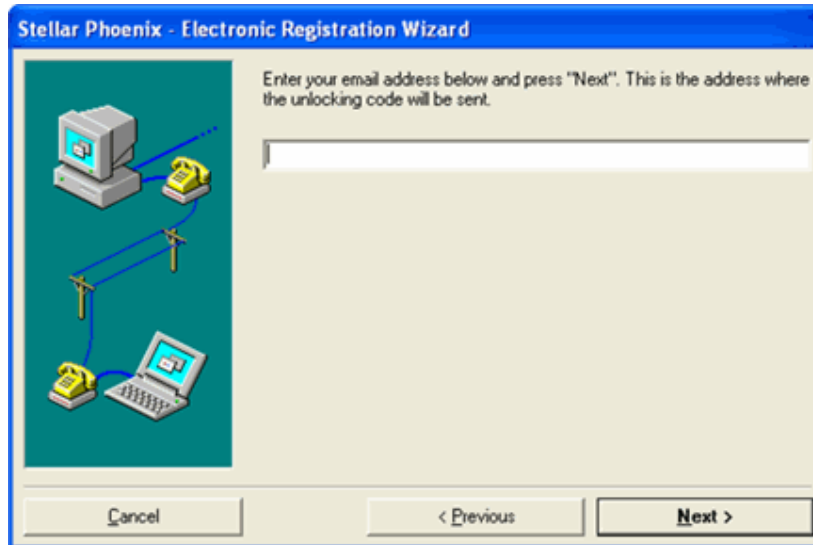 Stellar Phoenix - Electronic Registration Wizard
Enter your email address below and press "Next". This is the address where
the unlocking code will be sent.
Cancel
< Previous
Next >